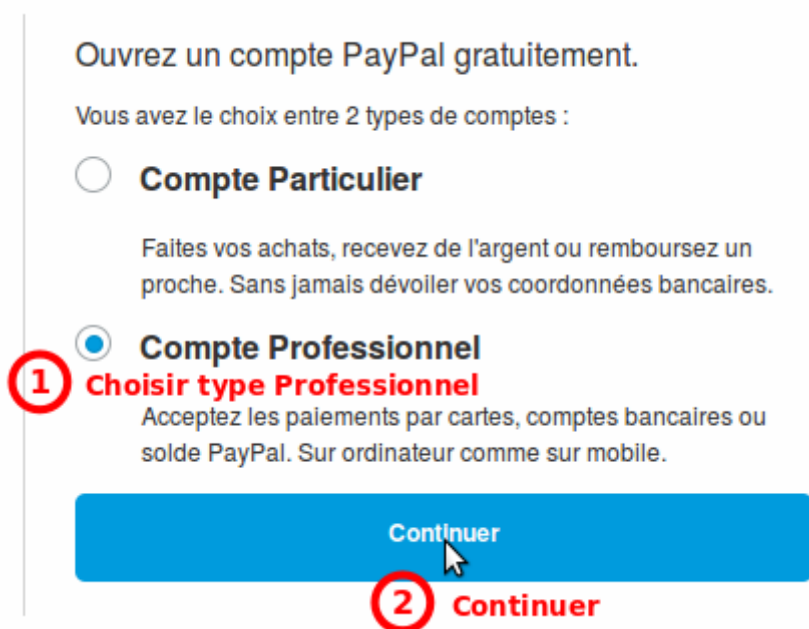 Ouvrez un compte PayPal gratuitement.
Vous avez le choix entre 2 types de comptes :
Compte Particulier
Faites vos achats, recevez de l'argent ou remboursez un
proche. Sans jamais dévoiler vos coordonnées bancaires.
Compte Professionnel
1 Choisir type Professionnel
Acceptez les paiements par cartes, comptes bancaires ou
solde PayPal. Sur ordinateur comme sur mobile.
Continuer
2 Continuer